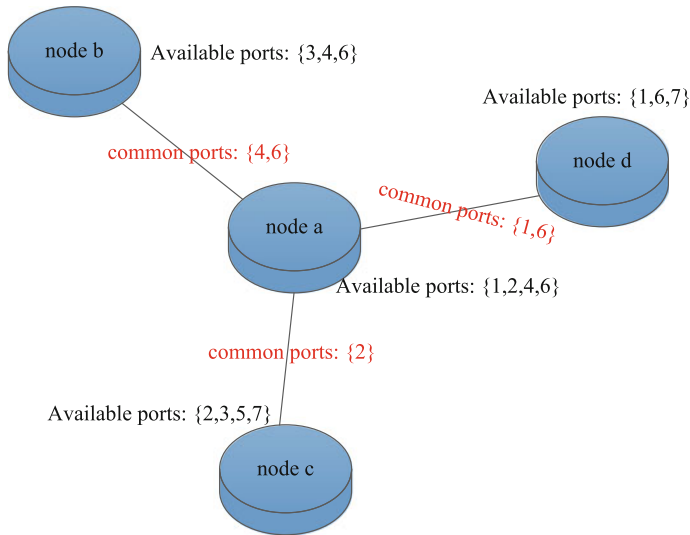 node b
Available ports: {3,4,6}
Available ports: {1,6,7}
common ports: {4,6}
node d
common ports: {1,6}
node a
Available ports: {1,2,4,6}
common ports: {2}
Available ports: {2,3,5,7}
node c